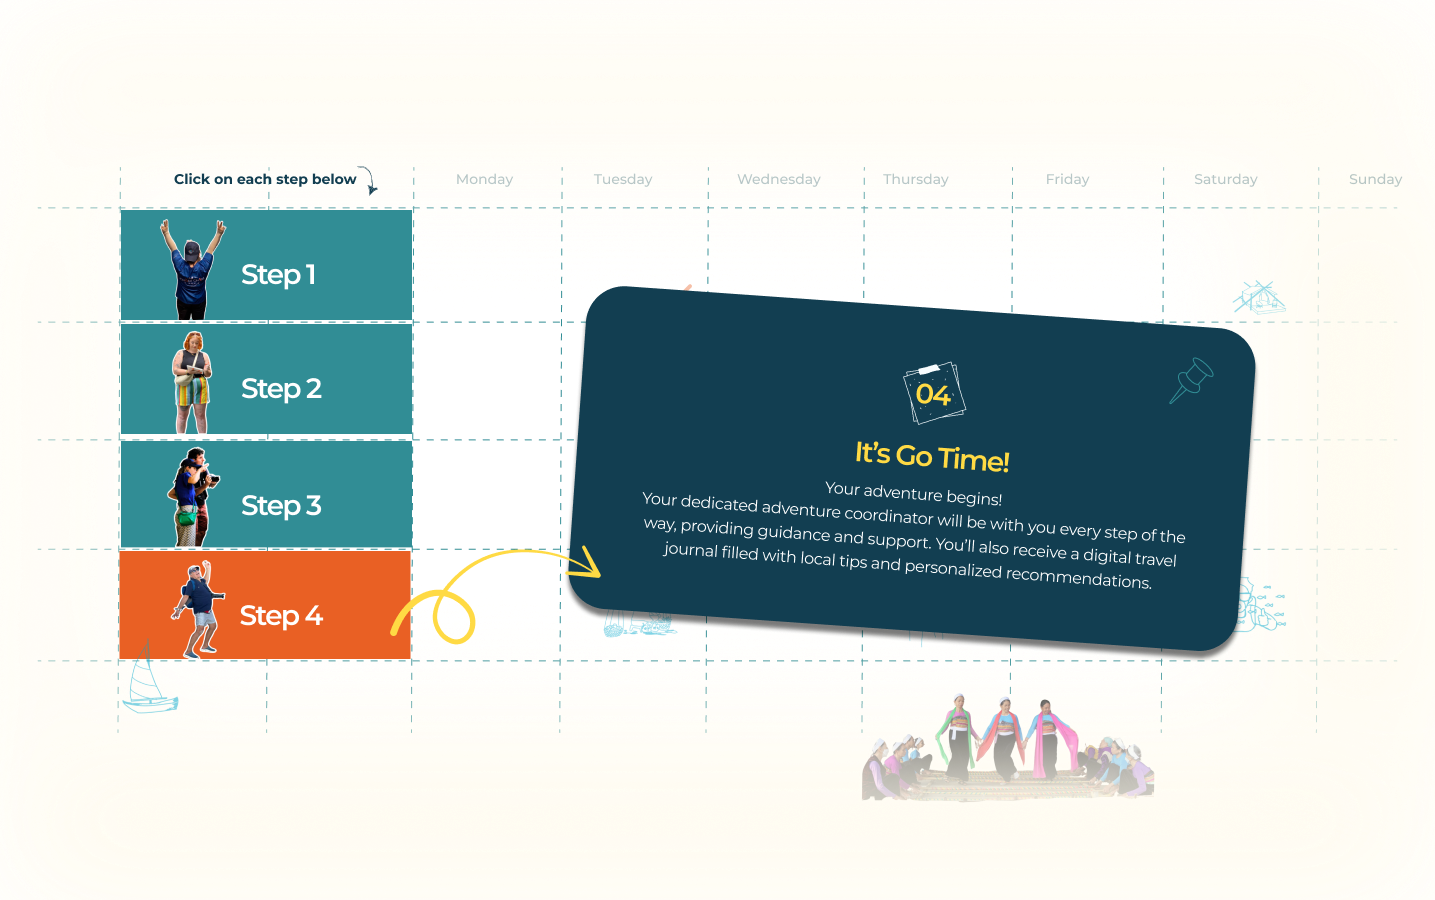 Click on each step below
Monday
Tuesday
Wednesday
Thursday
Friday
Saturday
Sunday
Step 1
Step 2
Step 3
Step 4
04
It's Go Time!
Your adventure begins!
Your dedicated adventure coordinator will be with you every step of the
way, providing guidance and support. You'll also receive a digital travel
journal filled with local tips and personalized recommendations.